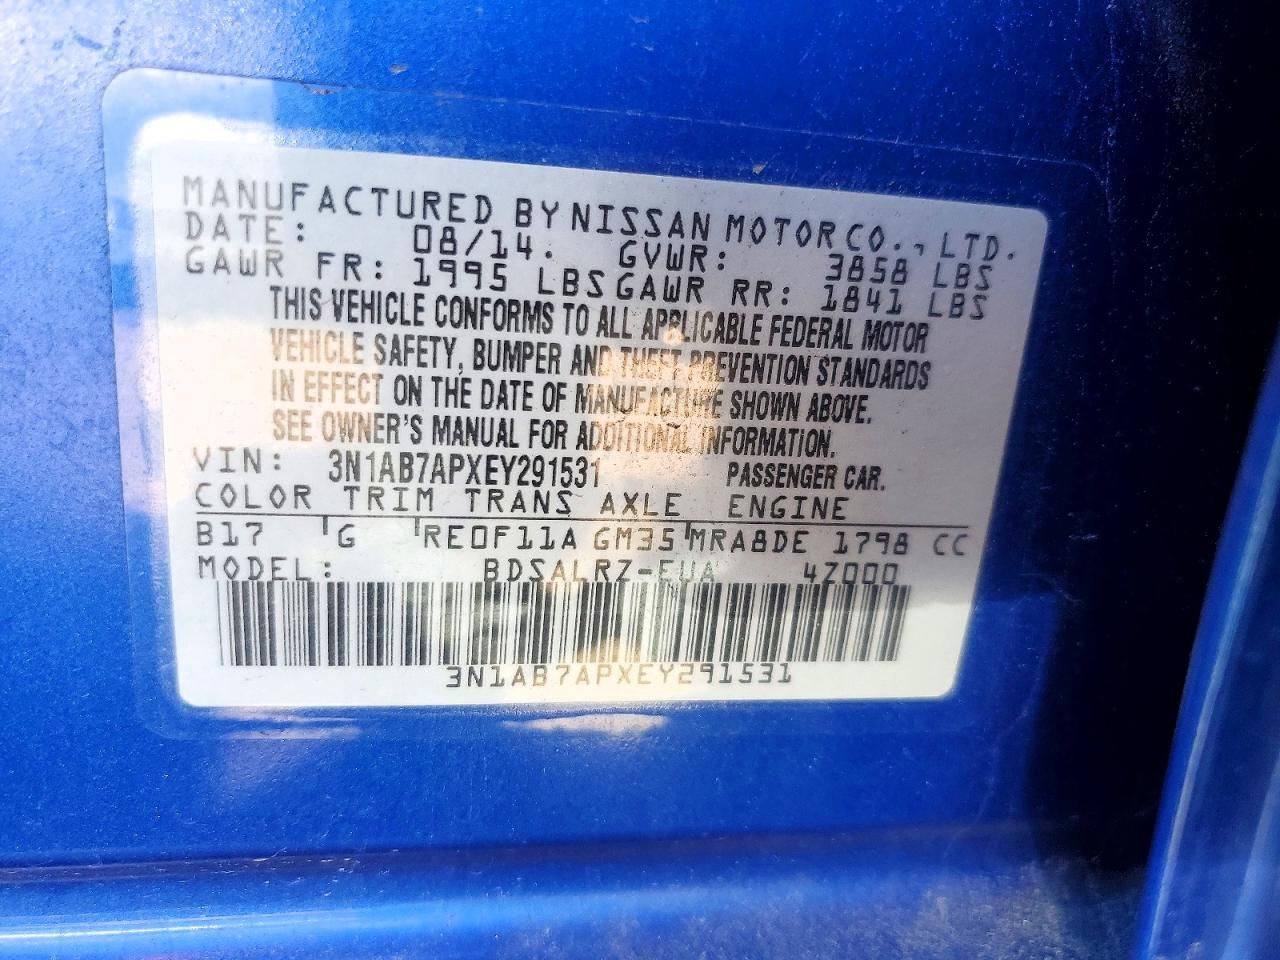 MANUFACTURED BY NISSAN MOTOR CO., LTD.
DATE: 08/14. GVWR: 3858 LBS
GAWR FR: 1995 LBS GAWR RR: 1841 LBS
THIS VEHICLE CONFORMS TO ALL APPLICABLE FEDERAL MOTOR
VEHICLE SAFETY, BUMPER AND THEFT PREVENTION STANDARDS
IN EFFECT ON THE DATE OF MANUFACTURE SHOWN ABOVE.
SEE OWNER'S MANUAL FOR ADDITIONAL INFORMATION.
VIN: 3N1AB7APXEY291531 PASSENGER CAR.
COLOR TRIM TRANS AXLE ENGINE
B17 G RE0F11A GM35 MRA8DE 1798 CC
MODEL: BDSALRZ-EUA 4Z000
3N1AB7APXEY291531